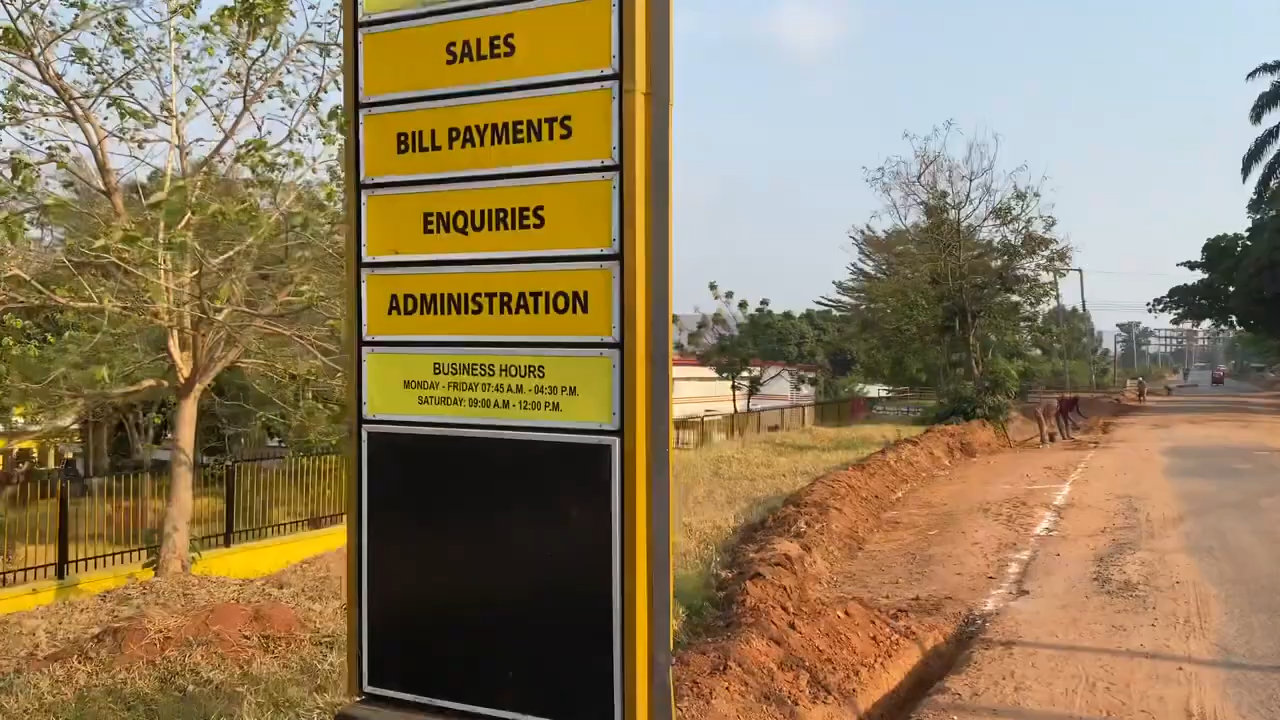 SALES
BILL PAYMENTS
ENQUIRIES
ADMINISTRATION
BUSINESS HOURS
MONDAY - FRIDAY 07:45 A.M. - 04:30 P.M.
SATURDAY: 09:00 A.M - 12:00 P.M.